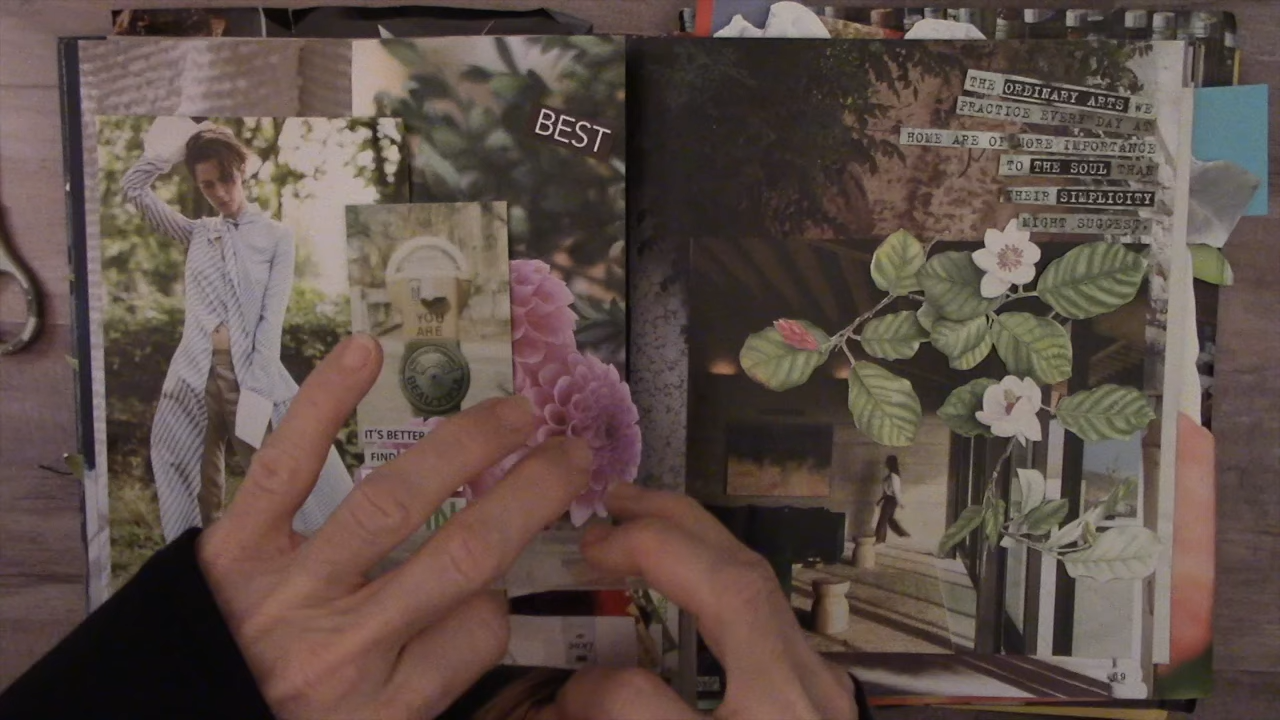 BEST
YOU
ARE
BEAUTIFUL
IT'S BETTER
FIND
IN
THE ORDINARY ARTS WE
PRACTICE EVERY DAY AT
HOME ARE OF MORE IMPORTANCE
TO THE SOUL THAN
THEIR SIMPLICITY
MIGHT SUGGEST.